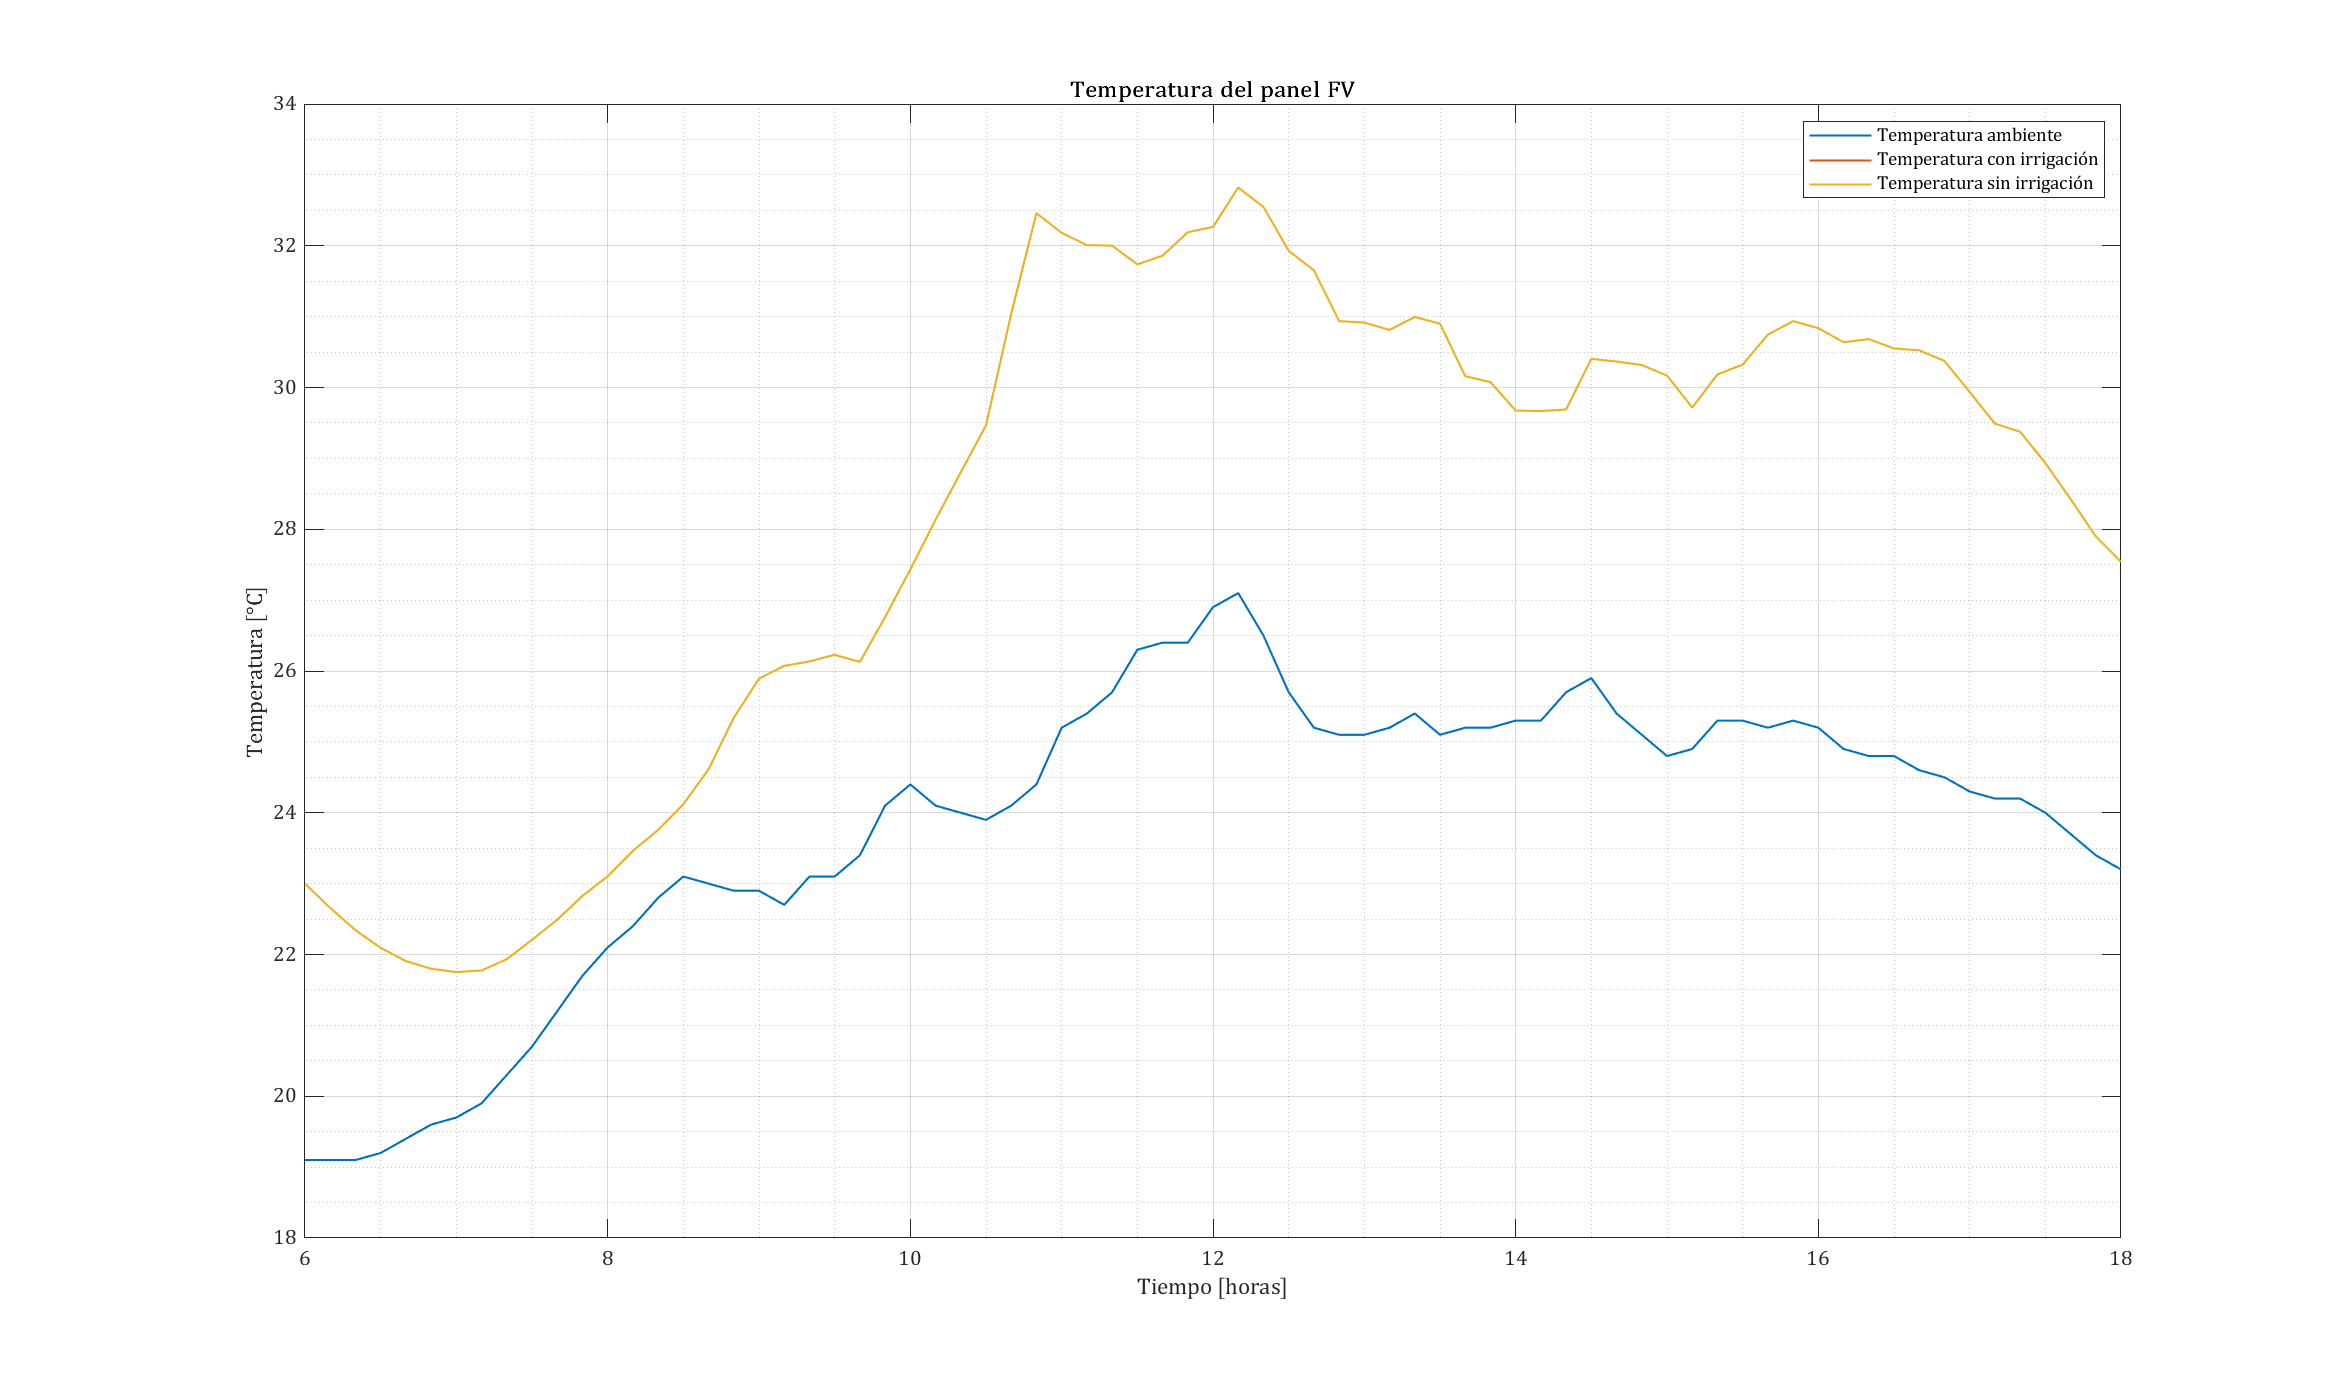 Temperatura del panel FV
Temperatura ambiente
Temperatura con irrigación
Temperatura sin irrigación
Temperatura [°C]
34
32
30
28
26
24
22
20
18
6 8 10 12 14 16 18
Tiempo [horas]